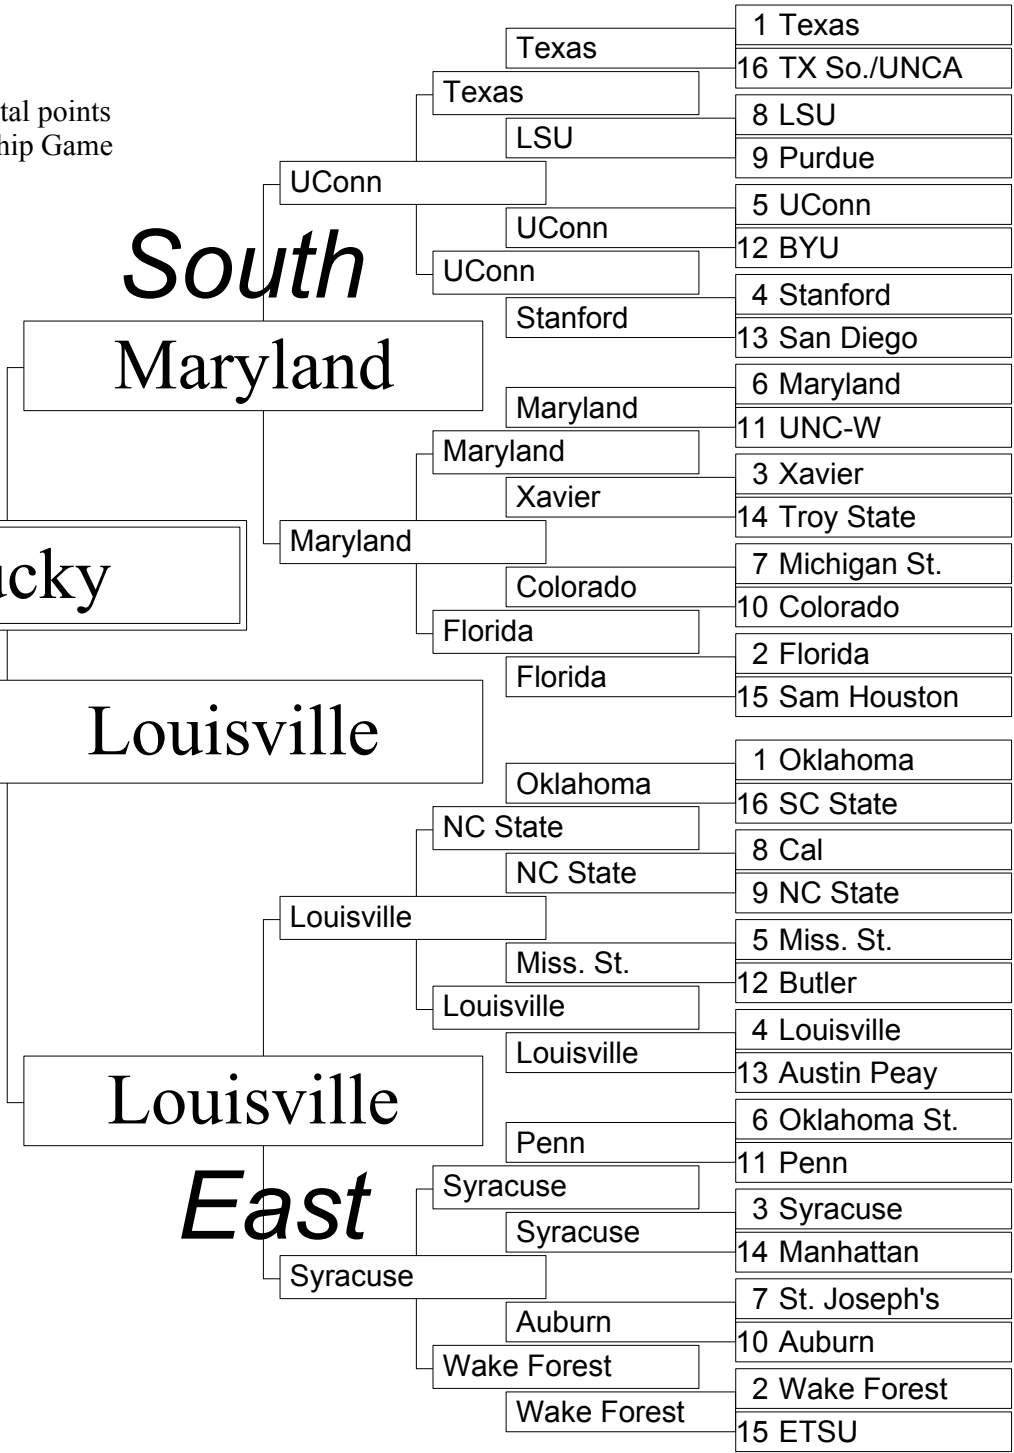 1 Texas
Texas
16 TX So./UNCA
Texas
tal points
8 LSU
LSU
hip Game
9 Purdue
UConn
5 UConn
UConn
12 BYU
South
UConn
4 Stanford
Stanford
13 San Diego
Maryland
6 Maryland
Maryland
11 UNC-W
Maryland
3 Xavier
Xavier
14 Troy State
Maryland
7 Michigan St.
ucky
Colorado
10 Colorado
Florida
2 Florida
Florida
15 Sam Houston
Louisville
1 Oklahoma
Oklahoma
16 SC State
NC State
8 Cal
NC State
9 NC State
Louisville
5 Miss. St.
Miss. St.
12 Butler
Louisville
4 Louisville
Louisville
13 Austin Peay
Louisville
6 Oklahoma St.
Penn
11 Penn
Syracuse
East
3 Syracuse
Syracuse
14 Manhattan
Syracuse
7 St. Joseph's
Auburn
10 Auburn
Wake Forest
2 Wake Forest
Wake Forest
15 ETSU